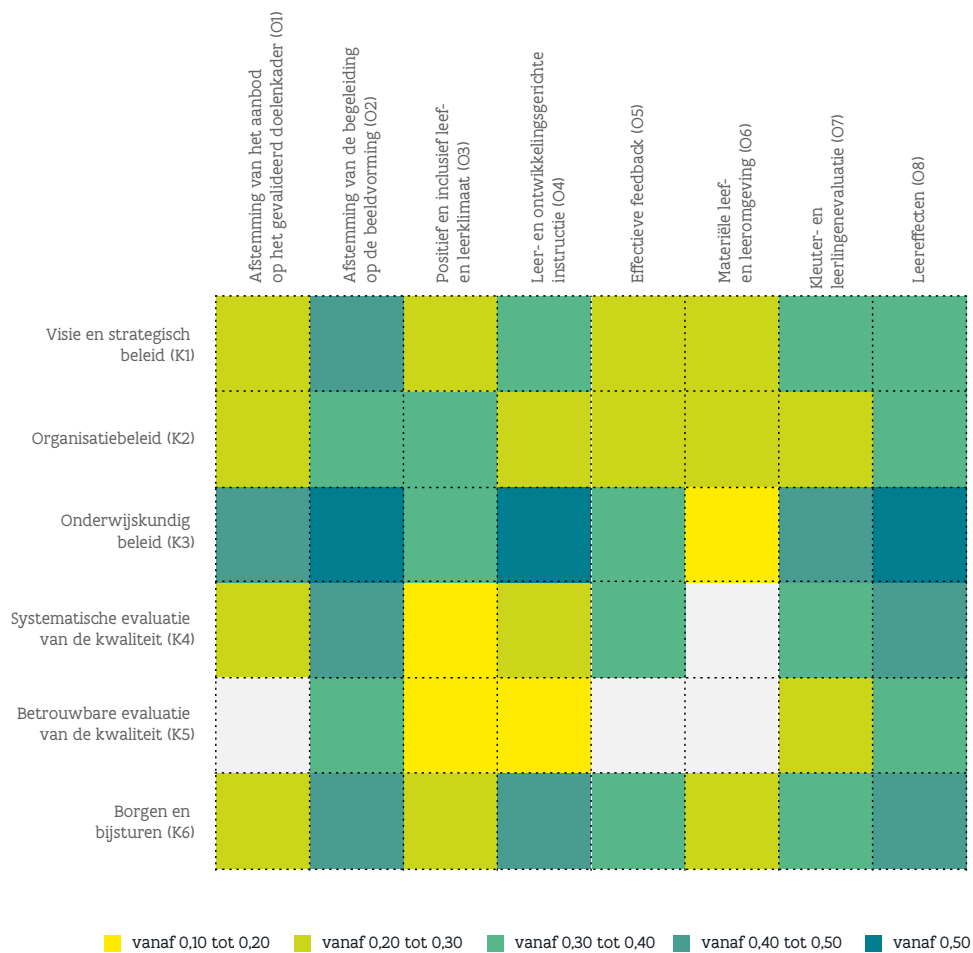 Afstemming van het aanbod
op het gevalideerd doelenkader (O1)
Afstemming van de begeleiding
op de beeldvorming (O2)
Positief en inclusief leef-
en leerklimaat (O3)
Leer- en ontwikkelingsgerichte
instructie (O4)
Effectieve feedback (O5)
Materiële leef-
en leeromgeving (O6)
Kleuter- en
leerlingenevaluatie (O7)
Leereffecten (O8)
Visie en strategisch
beleid (K1)
Organisatiebeleid (K2)
Onderwijskundig
beleid (K3)
Systematische evaluatie
van de kwaliteit (K4)
Betrouwbare evaluatie
van de kwaliteit (K5)
Borgen en
bijsturen (K6)
vanaf 0,10 tot 0,20
vanaf 0,20 tot 0,30
vanaf 0,30 tot 0,40
vanaf 0,40 tot 0,50
vanaf 0,50